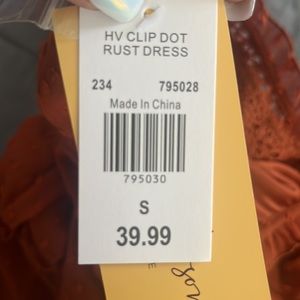 HV CLIP DOT
RUST DRESS
234 795028
Made In China
795030
S
39.99